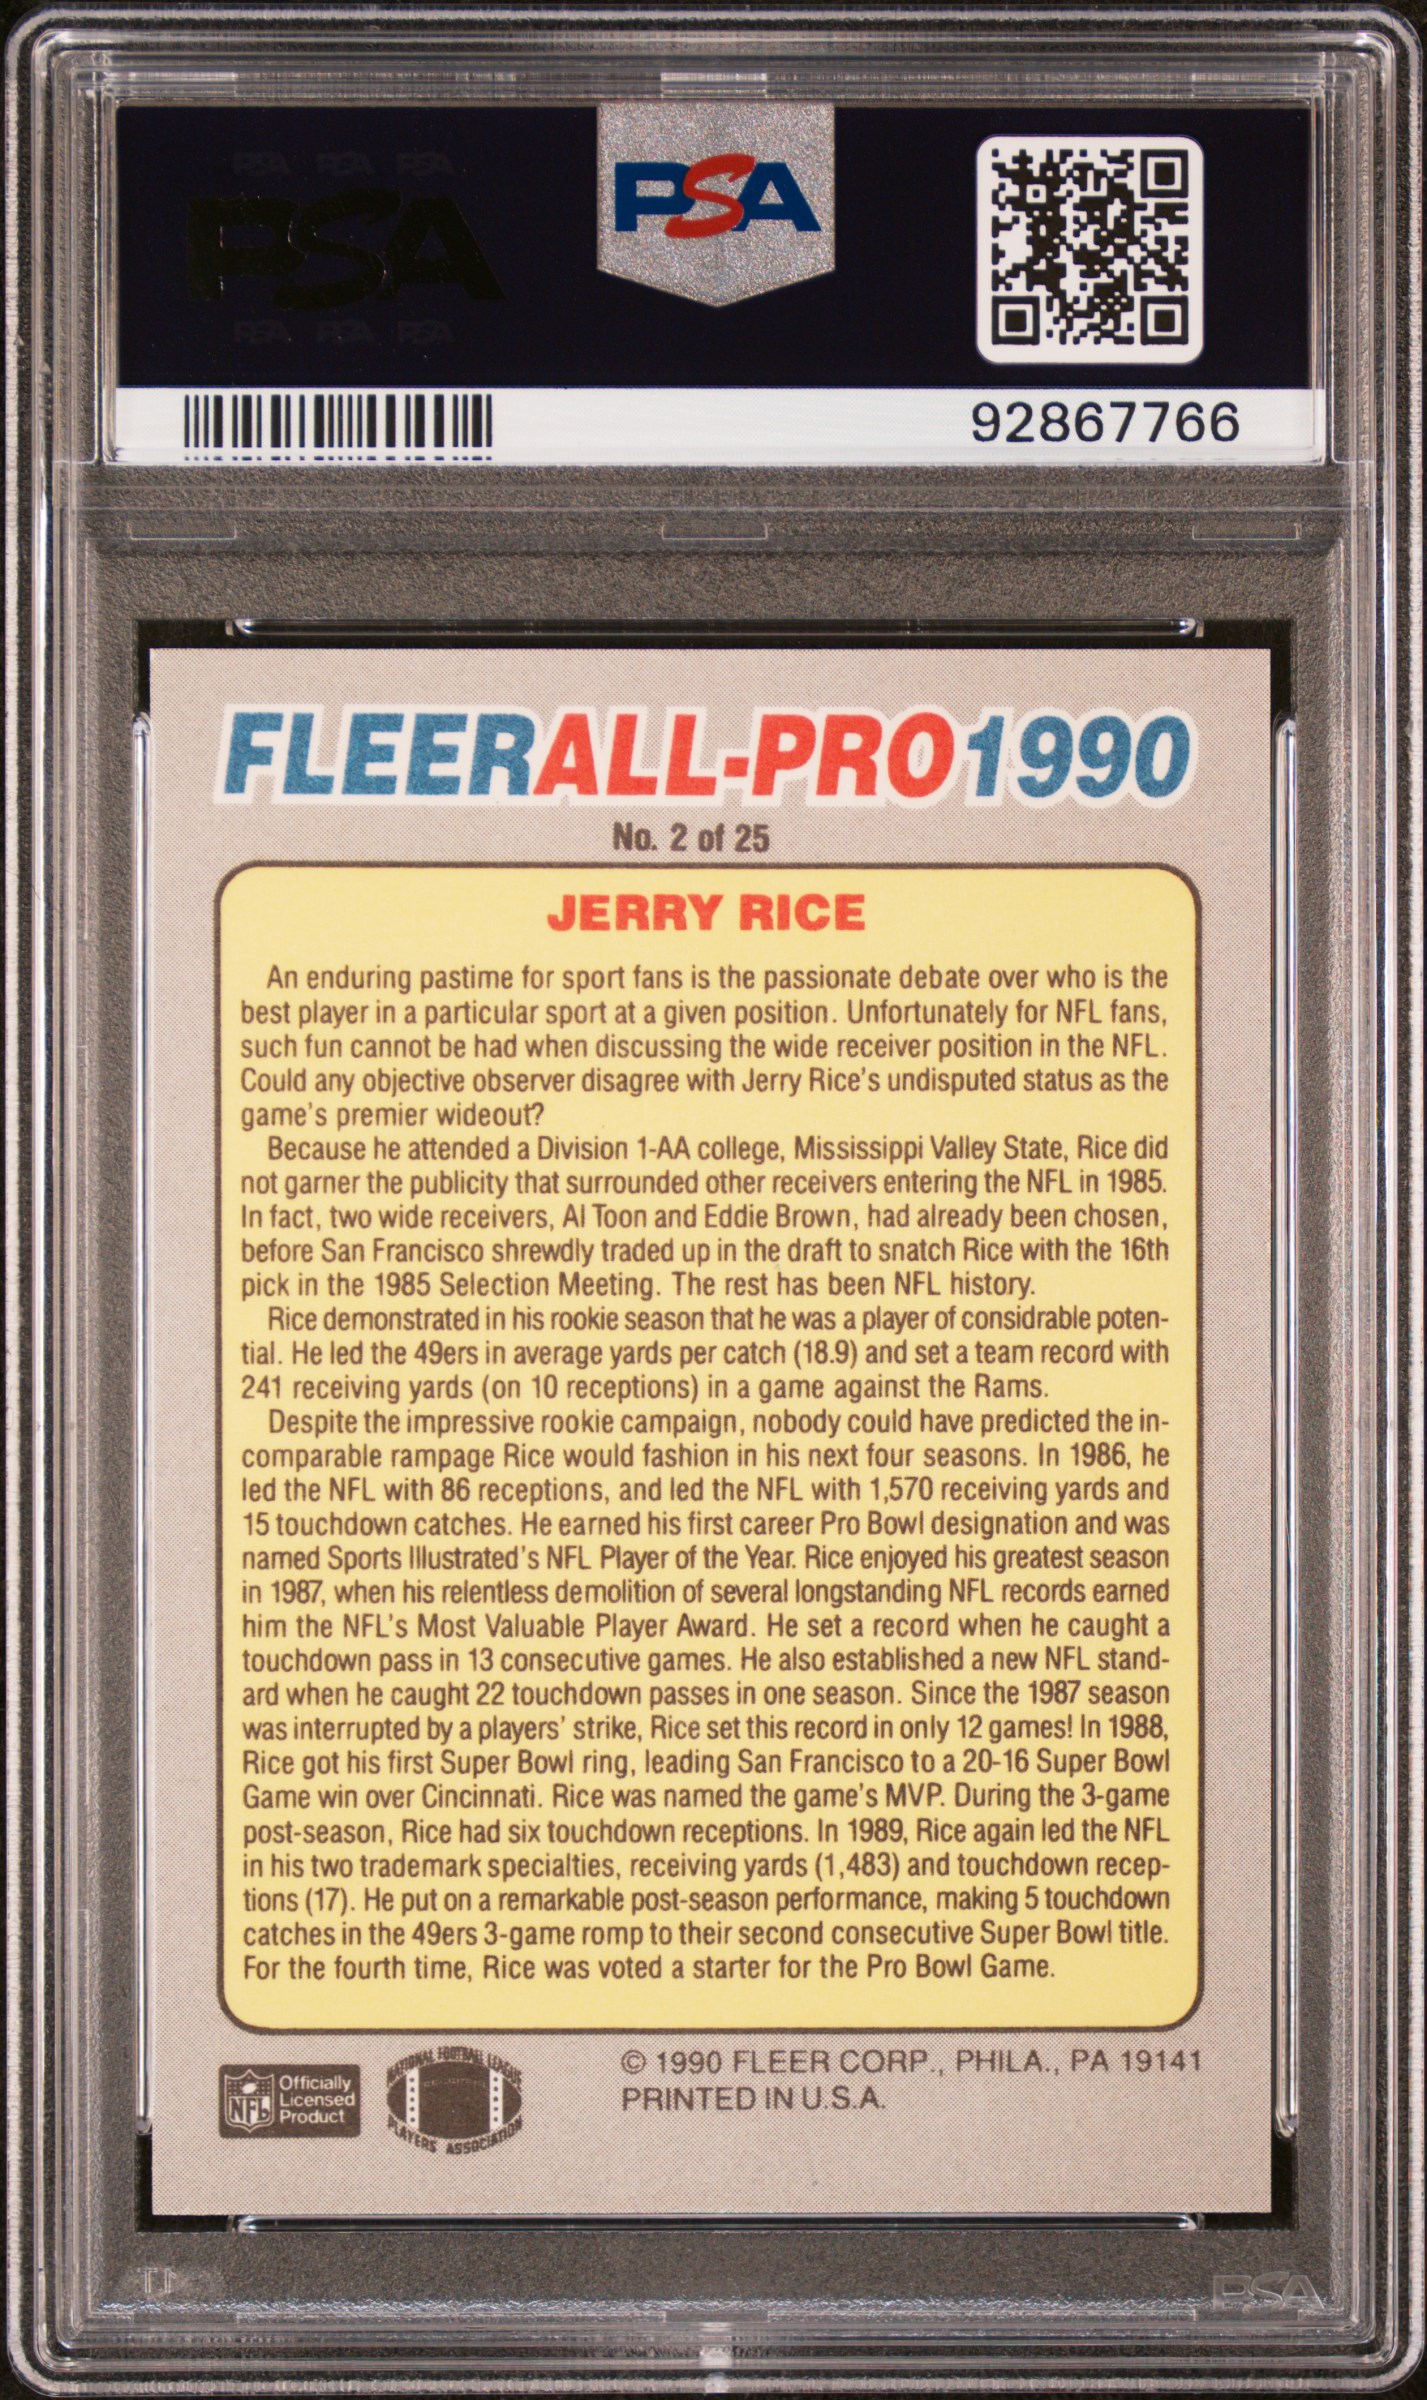 PSA PSA PSA
PSA
PSA PSA PSA
PSA
92867766
FLEER ALL-PRO 1990
No. 2 of 25
JERRY RICE
An enduring pastime for sport fans is the passionate debate over who is the
best player in a particular sport at a given position. Unfortunately for NFL fans,
such fun cannot be had when discussing the wide receiver position in the NFL.
Could any objective observer disagree with Jerry Rice's undisputed status as the
game's premier wideout?
Because he attended a Division 1-AA college, Mississippi Valley State, Rice did
not garner the publicity that surrounded other receivers entering the NFL in 1985.
In fact, two wide receivers, Al Toon and Eddie Brown, had already been chosen,
before San Francisco shrewdly traded up in the draft to snatch Rice with the 16th
pick in the 1985 Selection Meeting. The rest has been NFL history.
Rice demonstrated in his rookie season that he was a player of considrable poten-
tial. He led the 49ers in average yards per catch (18.9) and set a team record with
241 receiving yards (on 10 receptions) in a game against the Rams.
Despite the impressive rookie campaign, nobody could have predicted the in-
comparable rampage Rice would fashion in his next four seasons. In 1986, he
led the NFL with 86 receptions, and led the NFL with 1,570 receiving yards and
15 touchdown catches. He earned his first career Pro Bowl designation and was
named Sports Illustrated's NFL Player of the Year. Rice enjoyed his greatest season
in 1987, when his relentless demolition of several longstanding NFL records earned
him the NFL's Most Valuable Player Award. He set a record when he caught a
touchdown pass in 13 consecutive games. He also established a new NFL stand-
ard when he caught 22 touchdown passes in one season. Since the 1987 season
was interrupted by a players' strike, Rice set this record in only 12 games! In 1988,
Rice got his first Super Bowl ring, leading San Francisco to a 20-16 Super Bowl
Game win over Cincinnati. Rice was named the game's MVP. During the 3-game
post-season, Rice had six touchdown receptions. In 1989, Rice again led the NFL
in his two trademark specialties, receiving yards (1,483) and touchdown recep-
tions (17). He put on a remarkable post-season performance, making 5 touchdown
catches in the 49ers 3-game romp to their second consecutive Super Bowl title.
For the fourth time, Rice was voted a starter for the Pro Bowl Game.
NFL
Officially
Licensed
Product
NATIONAL FOOTBALL LEAGUE
PLAYERS ASSOCIATION
© 1990 FLEER CORP., PHILA., PA 19141
PRINTED IN U.S.A.
PSA